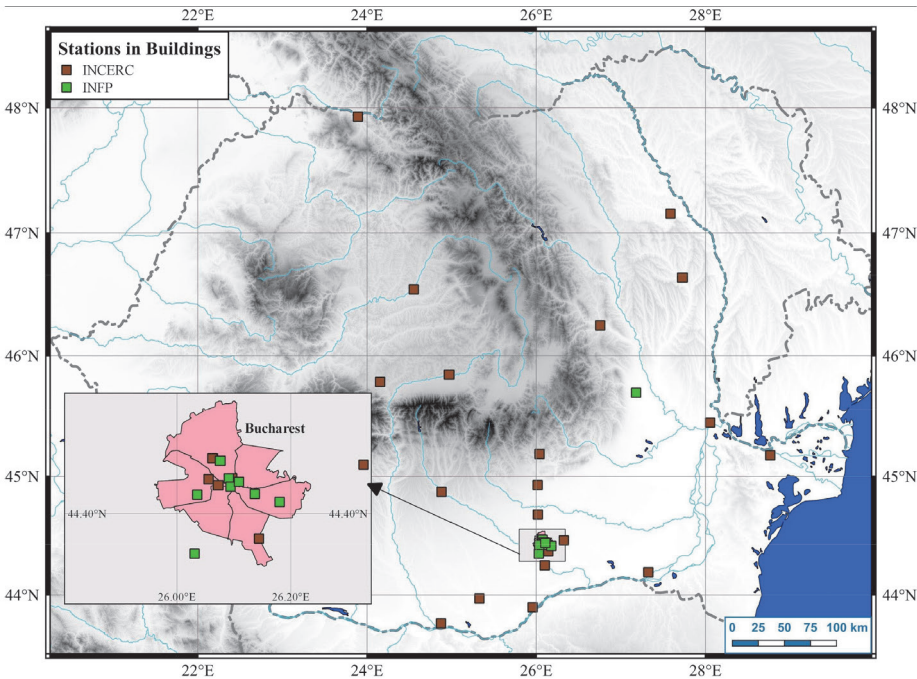 22°E 24°E 26°E 28°E
Stations in Buildings
INCERC
INFP
48°N 48°N
47°N 47°N
46°N 46°N
Bucharest
45°N 45°N
44.40°N 44.40°N
44°N 44°N
26.00°E 26.20°E
0 25 50 75 100 km
22°E 24°E 26°E 28°E